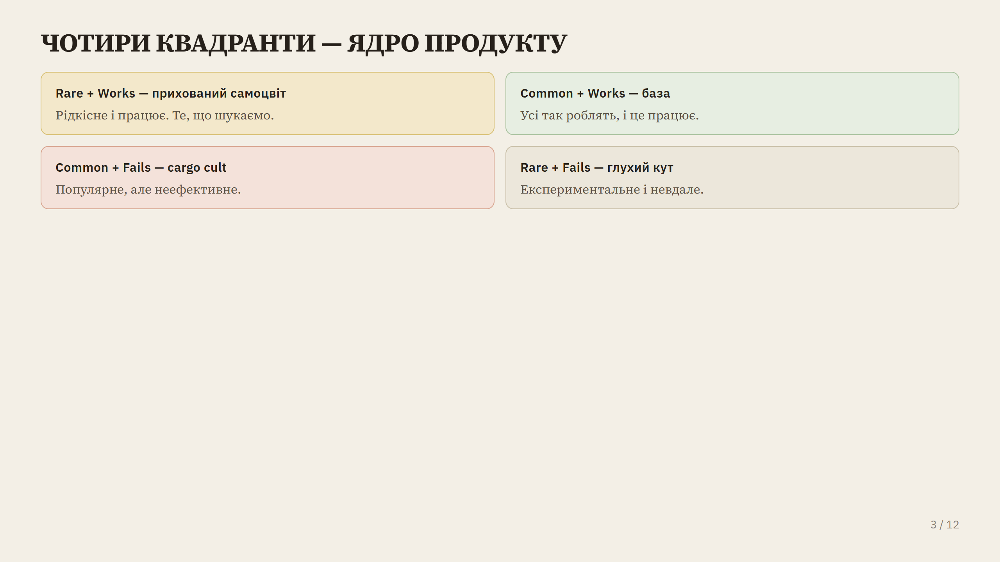 ЧОТИРИ КВАДРАНТИ — ЯДРО ПРОДУКТУ
Rare + Works — прихований самоцвіт
Рідкісне і працює. Те, що шукаємо.
Common + Works — база
Усі так роблять, і це працює.
Common + Fails — cargo cult
Популярне, але неефективне.
Rare + Fails — глухий кут
Експериментальне і невдале.
3 / 12